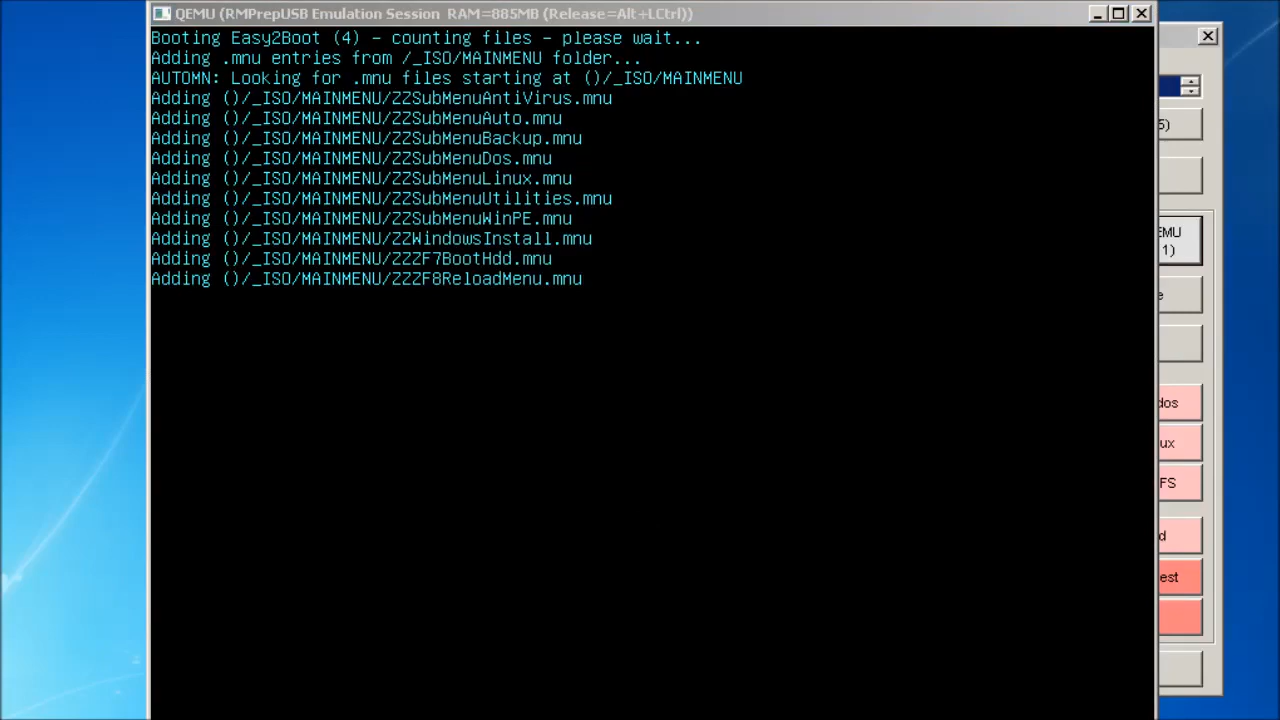 QEMU (RMPrepUSB Emulation Session RAM=885MB (Release=Alt+LCtrl))
Booting Easy2Boot (4) - counting files - please wait...
Adding .mnu entries from /_ISO/MAINMENU folder...
AUTOMN: Looking for .mnu files starting at ()/_ISO/MAINMENU
Adding ()/_ISO/MAINMENU/ZZSubMenuAntiVirus.mnu
Adding ()/_ISO/MAINMENU/ZZSubMenuAuto.mnu
Adding ()/_ISO/MAINMENU/ZZSubMenuBackup.mnu
Adding ()/_ISO/MAINMENU/ZZSubMenuDos.mnu
Adding ()/_ISO/MAINMENU/ZZSubMenuLinux.mnu
Adding ()/_ISO/MAINMENU/ZZSubMenuUtilities.mnu
Adding ()/_ISO/MAINMENU/ZZSubMenuWinPE.mnu
Adding ()/_ISO/MAINMENU/ZZWindowsInstall.mnu
Adding ()/_ISO/MAINMENU/ZZZF7BootHdd.mnu
Adding ()/_ISO/MAINMENU/ZZZF8ReloadMenu.mnu
5)
EMU
1)
e
dos
ux
FS
d
est